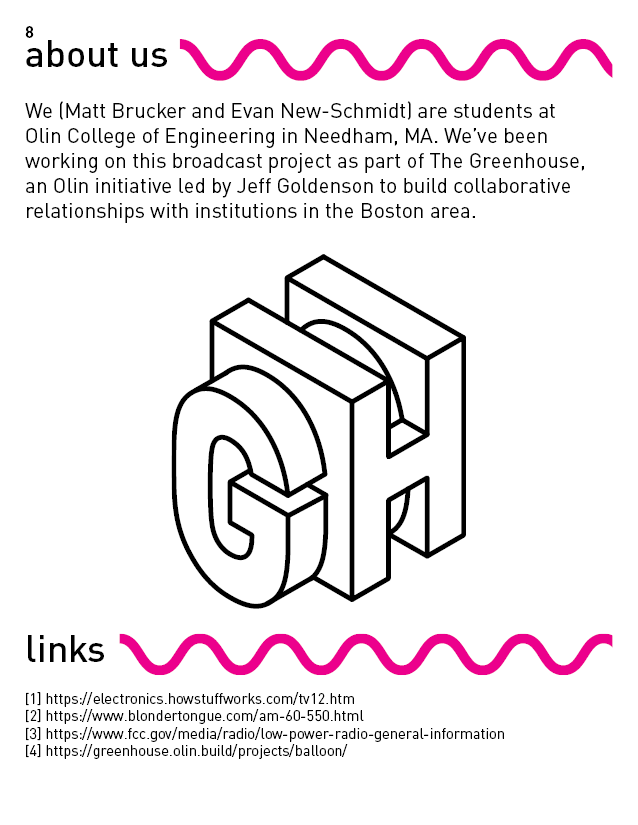 8
about us
We (Matt Brucker and Evan New-Schmidt) are students at
Olin College of Engineering in Needham, MA. We've been
working on this broadcast project as part of The Greenhouse,
an Olin initiative led by Jeff Goldenson to build collaborative
relationships with institutions in the Boston area.
GH
links
[1] https://electronics.howstuffworks.com/tv12.htm
[2] https://www.blondertongue.com/am-60-550.html
[3] https://www.fcc.gov/media/radio/low-power-radio-general-information
[4] https://greenhouse.olin.build/projects/balloon/